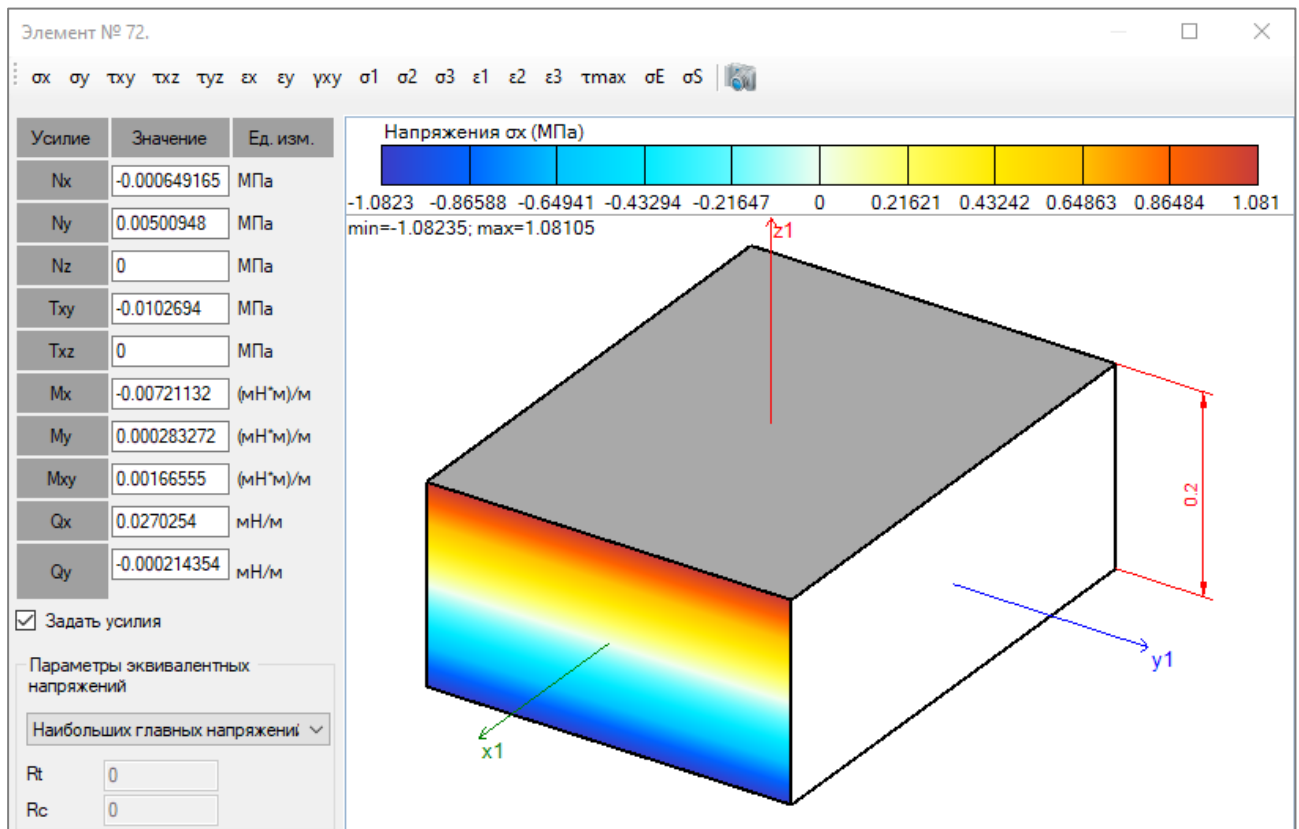 Элемент № 72.
σx σy τxy τxz τyz εx εy γxy σ1 σ2 σ3 ε1 ε2 ε3 τmax σE σS
Усилие Значение Ед. изм.
Nx -0.000649165 МПа
Ny 0.00500948 МПа
Nz 0 МПа
Txy -0.0102694 МПа
Txz 0 МПа
Mx -0.00721132 (мН*м)/м
My 0.000283272 (мН*м)/м
Mxy 0.00166555 (мН*м)/м
Qx 0.0270254 мН/м
Qy -0.000214354 мН/м
Задать усилия
Параметры эквивалентных
напряжений
Наибольших главных напряжений
Rt 0
Rc 0
Напряжения σx (МПа)
-1.0823 -0.86588 -0.64941 -0.43294 -0.21647 0 0.21621 0.43242 0.64863 0.86484 1.081
min=-1.08235; max=1.08105
z1
0.2
y1
x1